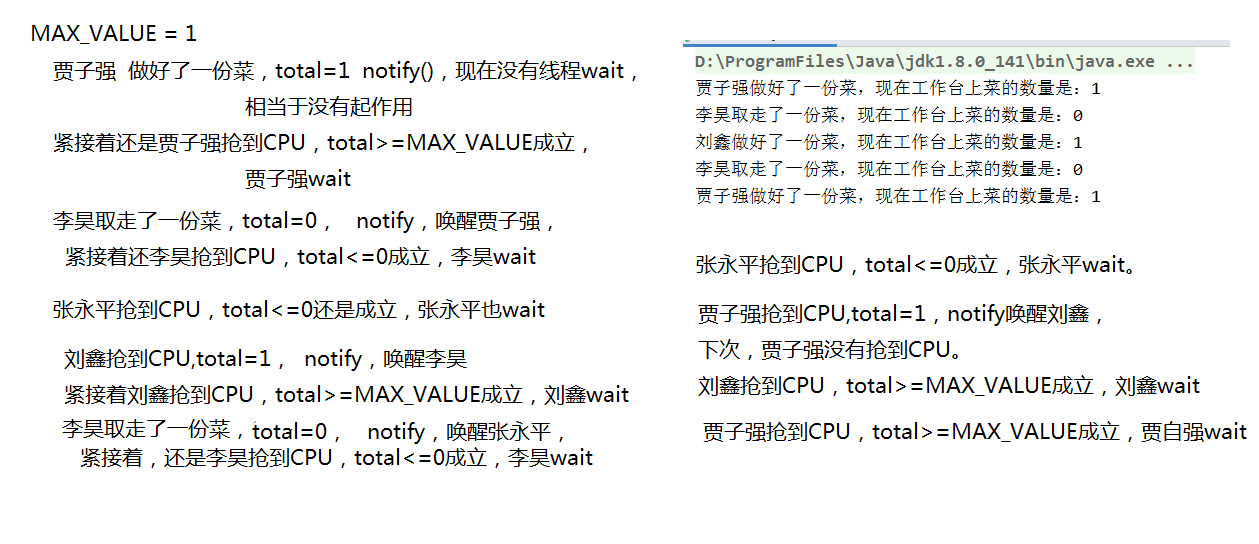 MAX_VALUE = 1
贾子强 做好了一份菜，total=1 notify()，现在没有线程wait，
相当于没有起作用
紧接着还是贾子强抢到CPU，total>=MAX_VALUE成立，
贾子强wait
李昊取走了一份菜，total=0， notify，唤醒贾子强，
紧接着还李昊抢到CPU，total<=0成立，李昊wait
张永平抢到CPU，total<=0还是成立，张永平也wait
刘鑫抢到CPU,total=1， notify，唤醒李昊
紧接着刘鑫抢到CPU，total>=MAX_VALUE成立，刘鑫wait
李昊取走了一份菜，total=0， notify，唤醒张永平，
紧接着，还是李昊抢到CPU，total<=0成立，李昊wait
D:\ProgramFiles\Java\jdk1.8.0_141\bin\java.exe ...
贾子强做好了一份菜，现在工作台上菜的数量是：1
李昊取走了一份菜，现在工作台上菜的数量是：0
刘鑫做好了一份菜，现在工作台上菜的数量是：1
李昊取走了一份菜，现在工作台上菜的数量是：0
贾子强做好了一份菜，现在工作台上菜的数量是：1
张永平抢到CPU，total<=0成立，张永平wait。
贾子强抢到CPU,total=1，notify唤醒刘鑫，
下次，贾子强没有抢到CPU。
刘鑫抢到CPU，total>=MAX_VALUE成立，刘鑫wait
贾子强抢到CPU，total>=MAX_VALUE成立，贾自强wait